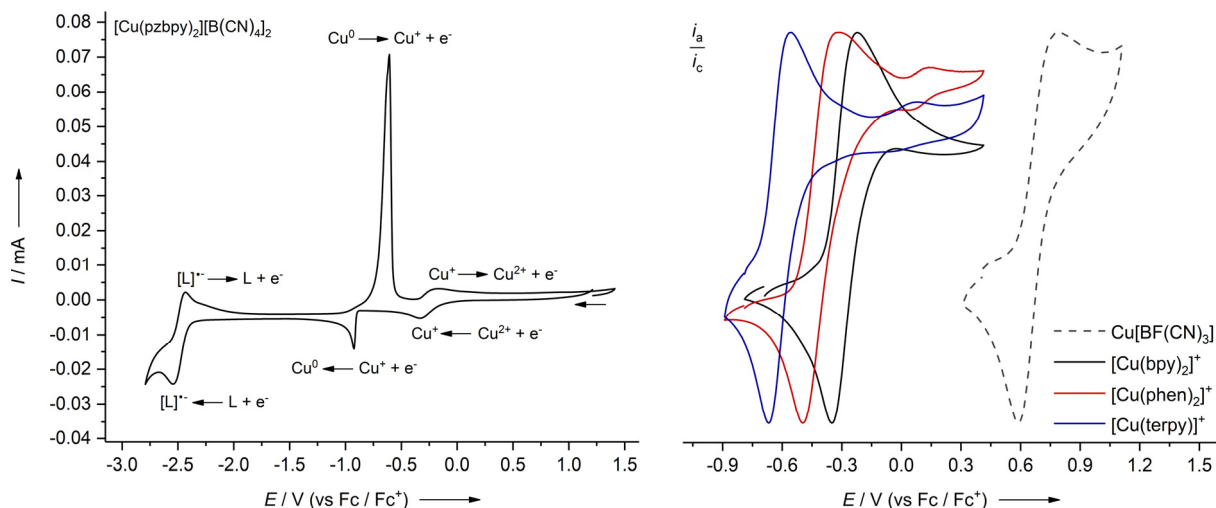 [Cu(pzbpy)₂][B(CN)₄]₂
Cu⁰ → Cu⁺ + e⁻
[L]•⁻ → L + e⁻
Cu⁺ → Cu²⁺ + e⁻
Cu⁺ ← Cu²⁺ + e⁻
Cu⁰ ← Cu⁺ + e⁻
[L]•⁻ ← L + e⁻
I / mA →
0.08
0.07
0.06
0.05
0.04
0.03
0.02
0.01
0.00
-0.01
-0.02
-0.03
-0.04
-3.0 -2.5 -2.0 -1.5 -1.0 -0.5 0.0 0.5 1.0 1.5
E / V (vs Fc / Fc⁺) →
iₐ
i꜀
Cu[BF(CN)₃]
[Cu(bpy)₂]⁺
[Cu(phen)₂]⁺
[Cu(terpy)]⁺
-0.9 -0.6 -0.3 0.0 0.3 0.6 0.9 1.2 1.5
E / V (vs Fc / Fc⁺) →